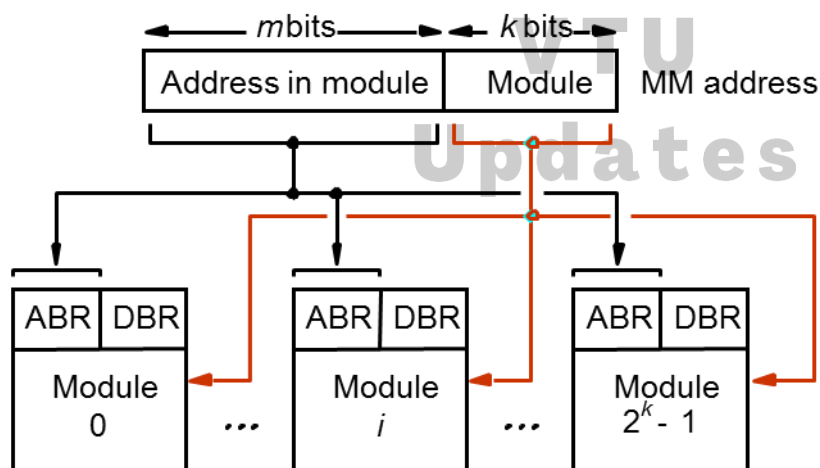 m bits k bits
VTU
Address in module Module MM address
Updates
ABR DBR ABR DBR ABR DBR
Module Module Module
0 ... i ... 2^k - 1